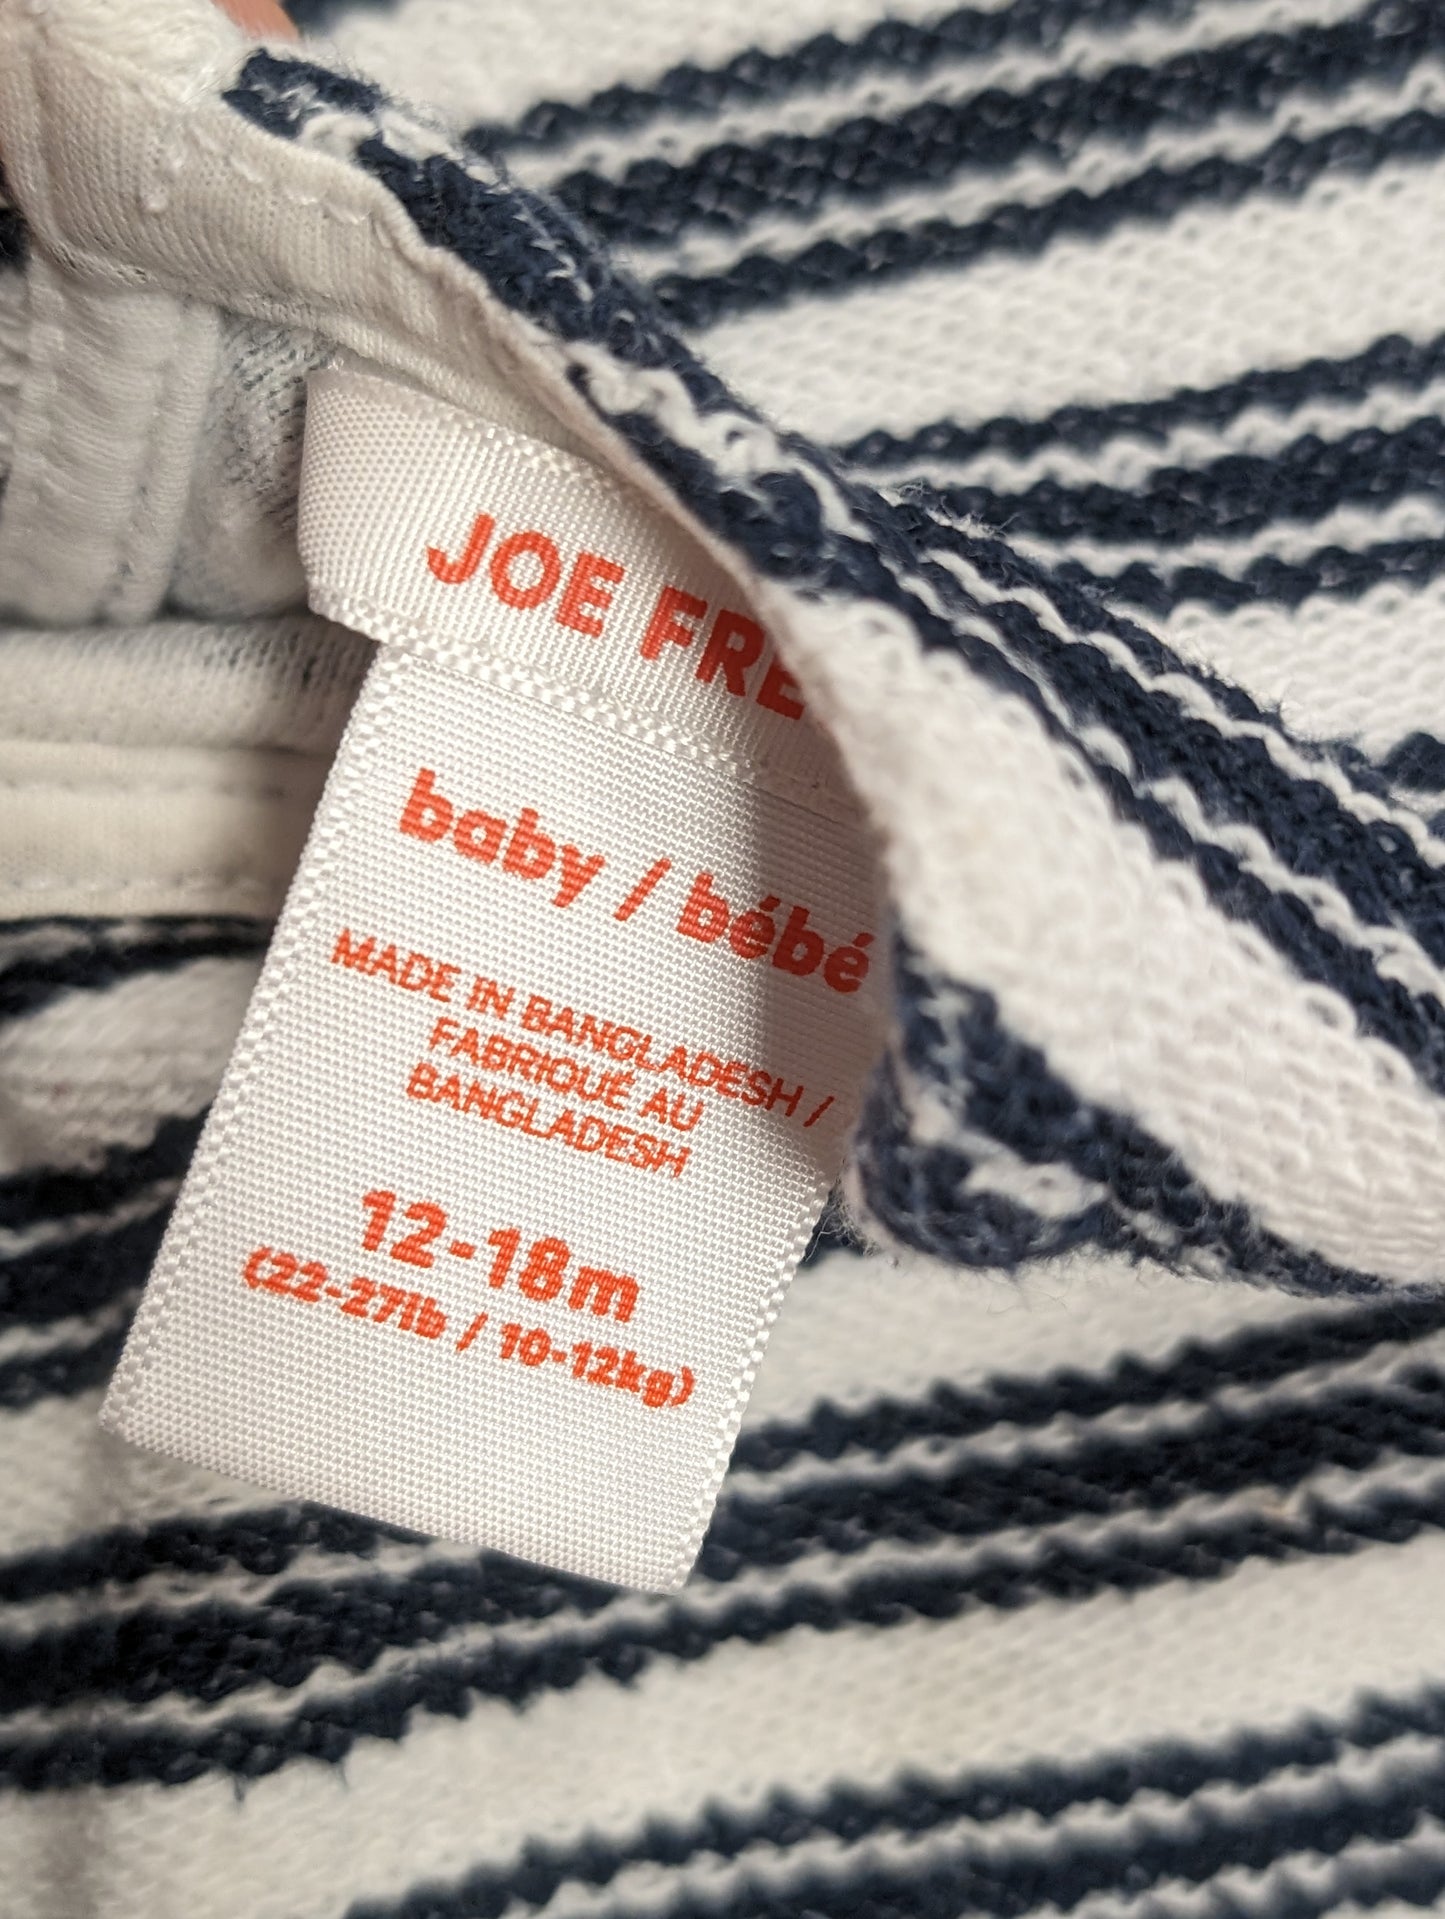 JOE FRE
baby / bébé
MADE IN BANGLADESH /
FABRIQUÉ AU
BANGLADESH
12-18m
(22-27lb / 10-12kg)